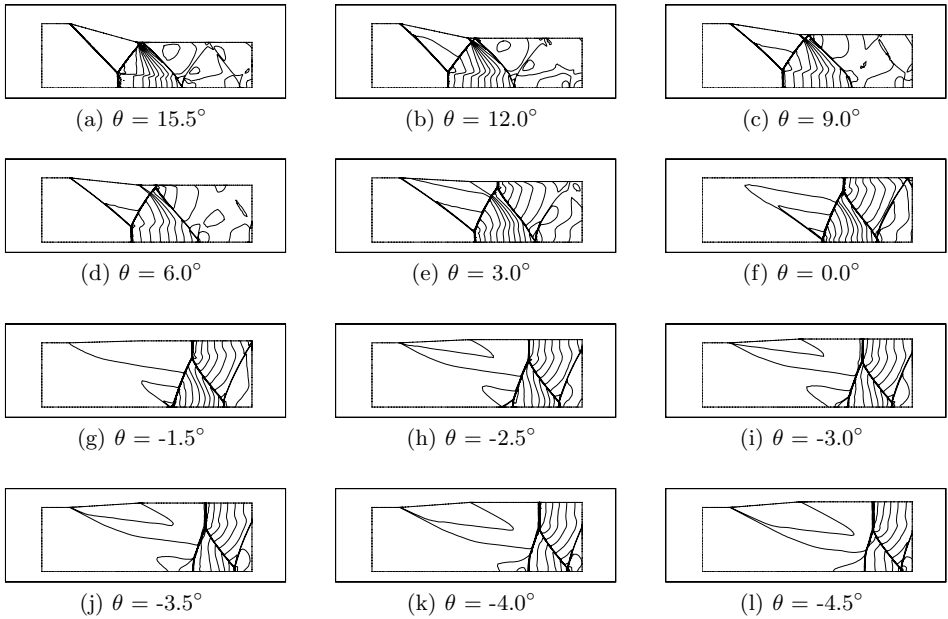 (a) θ = 15.5°
(b) θ = 12.0°
(c) θ = 9.0°
(d) θ = 6.0°
(e) θ = 3.0°
(f) θ = 0.0°
(g) θ = -1.5°
(h) θ = -2.5°
(i) θ = -3.0°
(j) θ = -3.5°
(k) θ = -4.0°
(l) θ = -4.5°